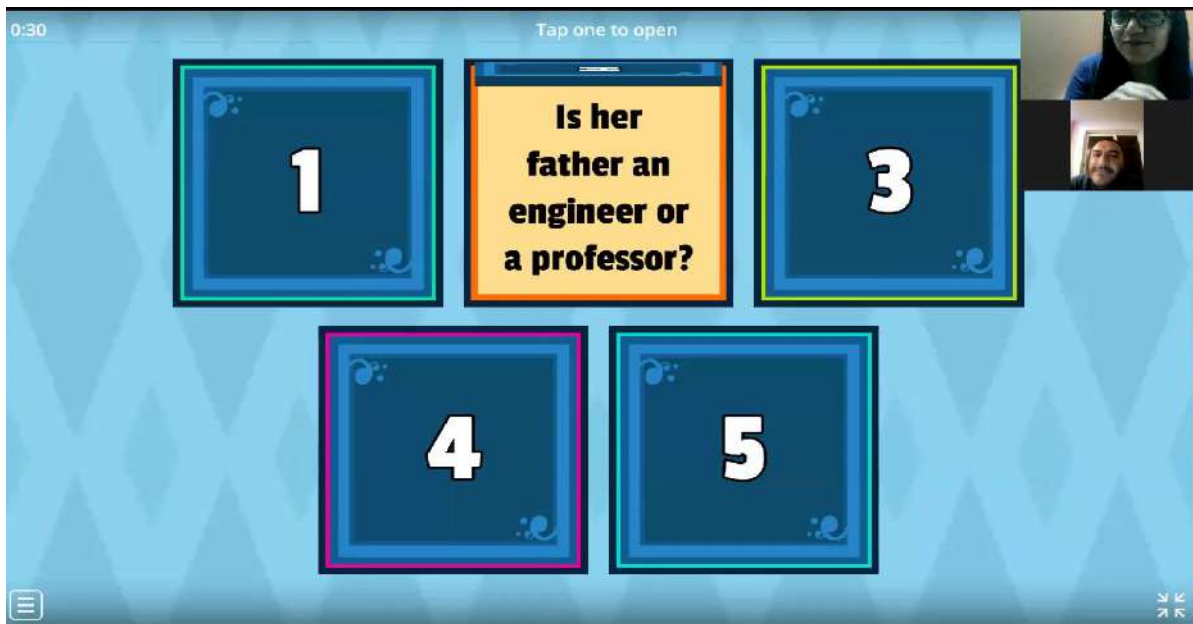 0:30
Tap one to open
1
Is her
father an
engineer or
a professor?
3
4
5